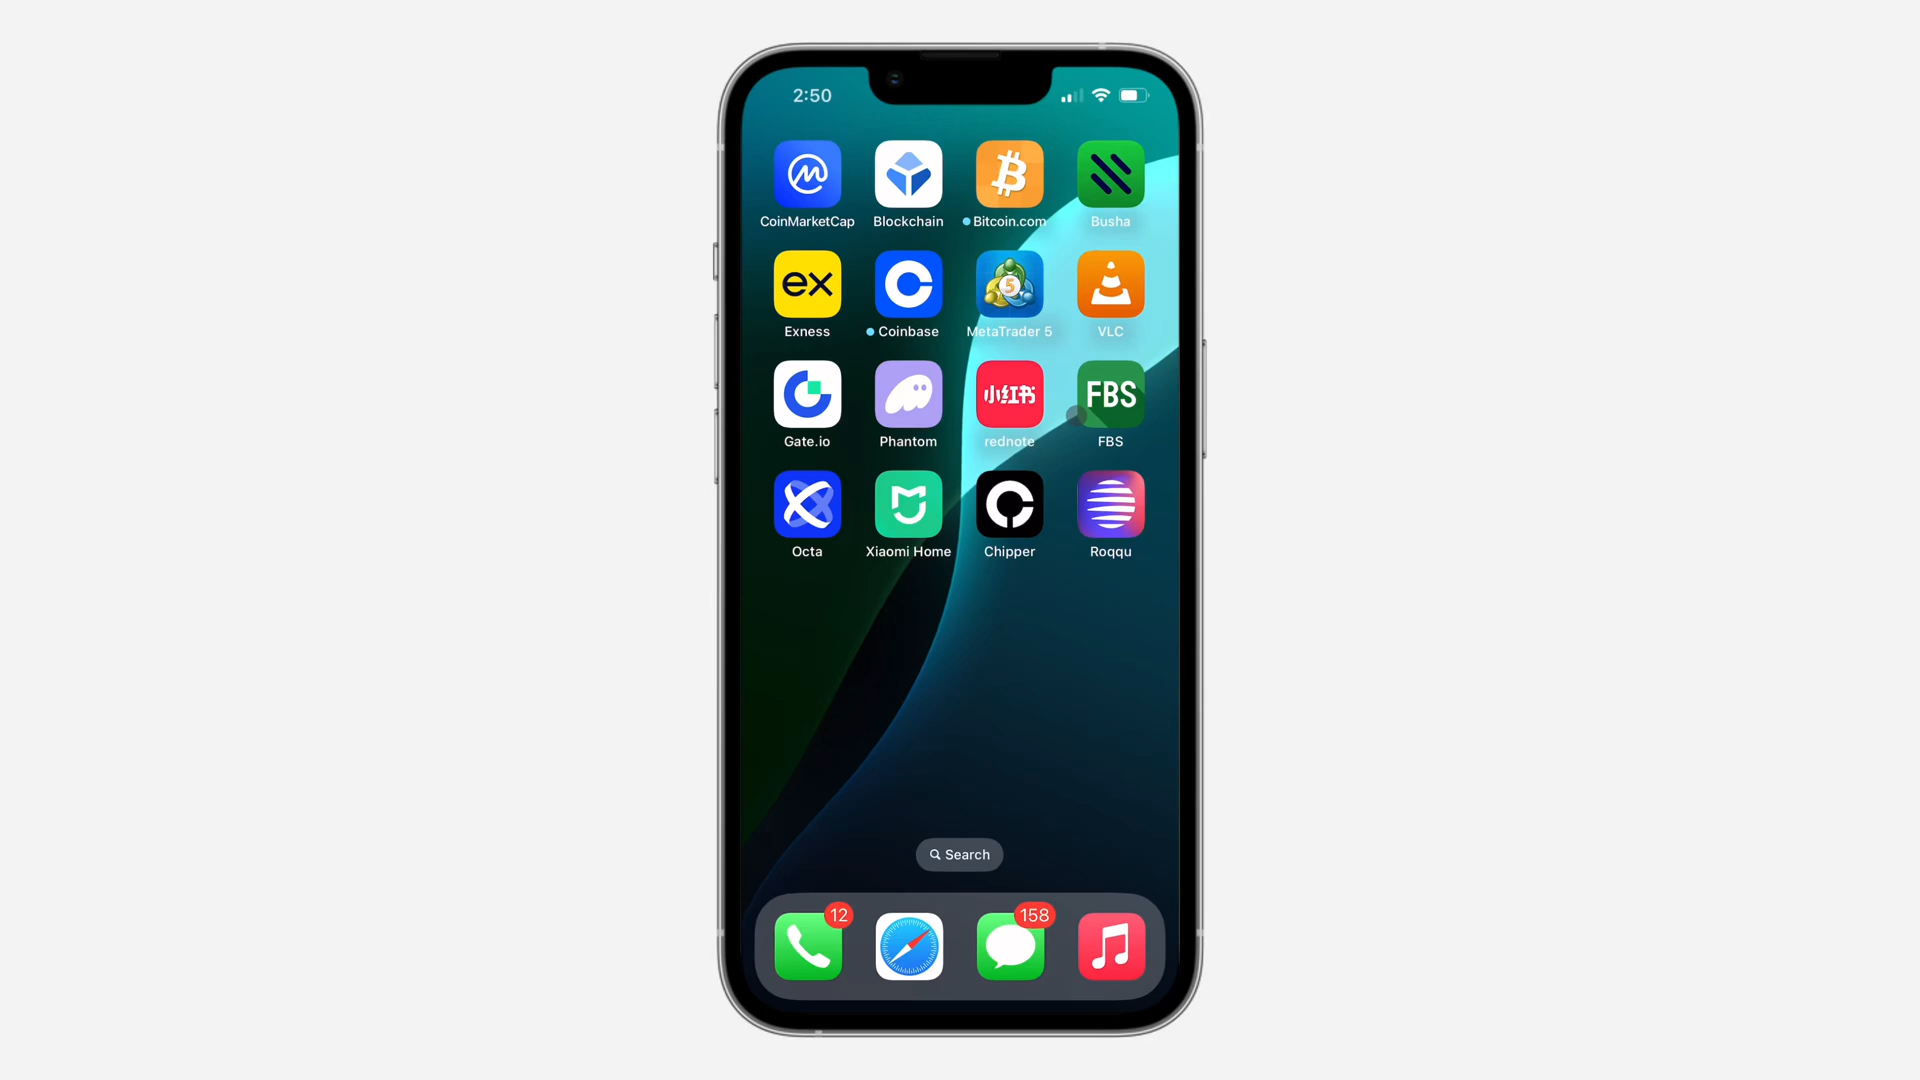 2:50
CoinMarketCap
Blockchain
Bitcoin.com
Busha
ex
5
Exness
Coinbase
MetaTrader 5
VLC
小红书
FBS
Gate.io
Phantom
rednote
FBS
Octa
Xiaomi Home
Chipper
Roqqu
Search
12
158